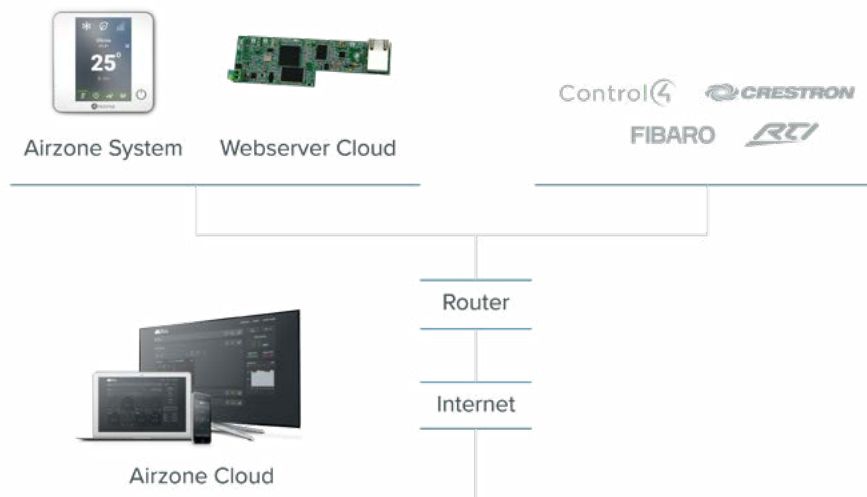 25°
Airzone System
Webserver Cloud
Control4
CRESTRON
FIBARO
RTI
Router
Internet
Airzone Cloud